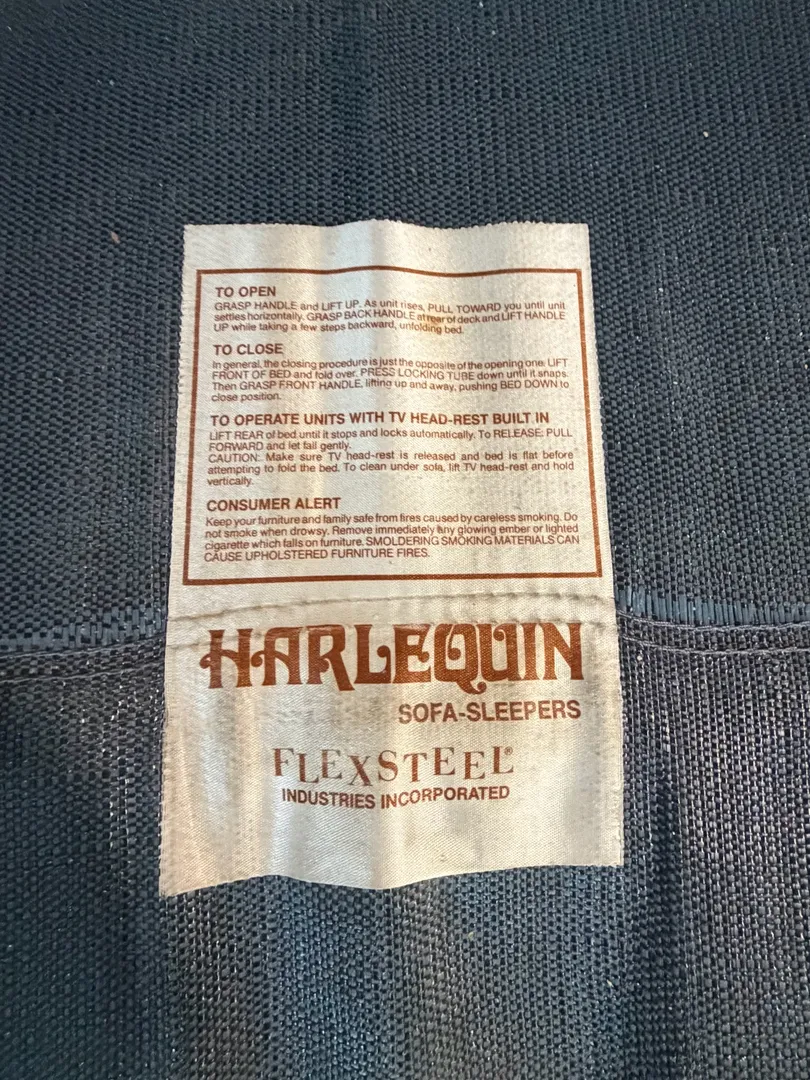 TO OPEN
GRASP HANDLE and LIFT UP. As unit rises, PULL TOWARD you until unit
settles horizontally. GRASP BACK HANDLE at rear of deck and LIFT HANDLE
UP while taking a few steps backward, unfolding bed.
TO CLOSE
In general, the closing procedure is just the opposite of the opening one. LIFT
FRONT OF BED and fold over. PRESS LOCKING TUBE down until it snaps.
Then GRASP FRONT HANDLE, lifting up and away, pushing BED DOWN to
close position.
TO OPERATE UNITS WITH TV HEAD-REST BUILT IN
LIFT REAR of bed until it stops and locks automatically. To RELEASE: PULL
FORWARD and let fall gently.
CAUTION: Make sure TV head-rest is released and bed is flat before
attempting to fold the bed. To clean under sofa, lift TV head-rest and hold
vertically.
CONSUMER ALERT
Keep your furniture and family safe from fires caused by careless smoking. Do
not smoke when drowsy. Remove immediately any glowing ember or lighted
cigarette which falls on furniture. SMOLDERING SMOKING MATERIALS CAN
CAUSE UPHOLSTERED FURNITURE FIRES.
HARLEQUIN
SOFA-SLEEPERS
FLEXSTEEL®
INDUSTRIES INCORPORATED